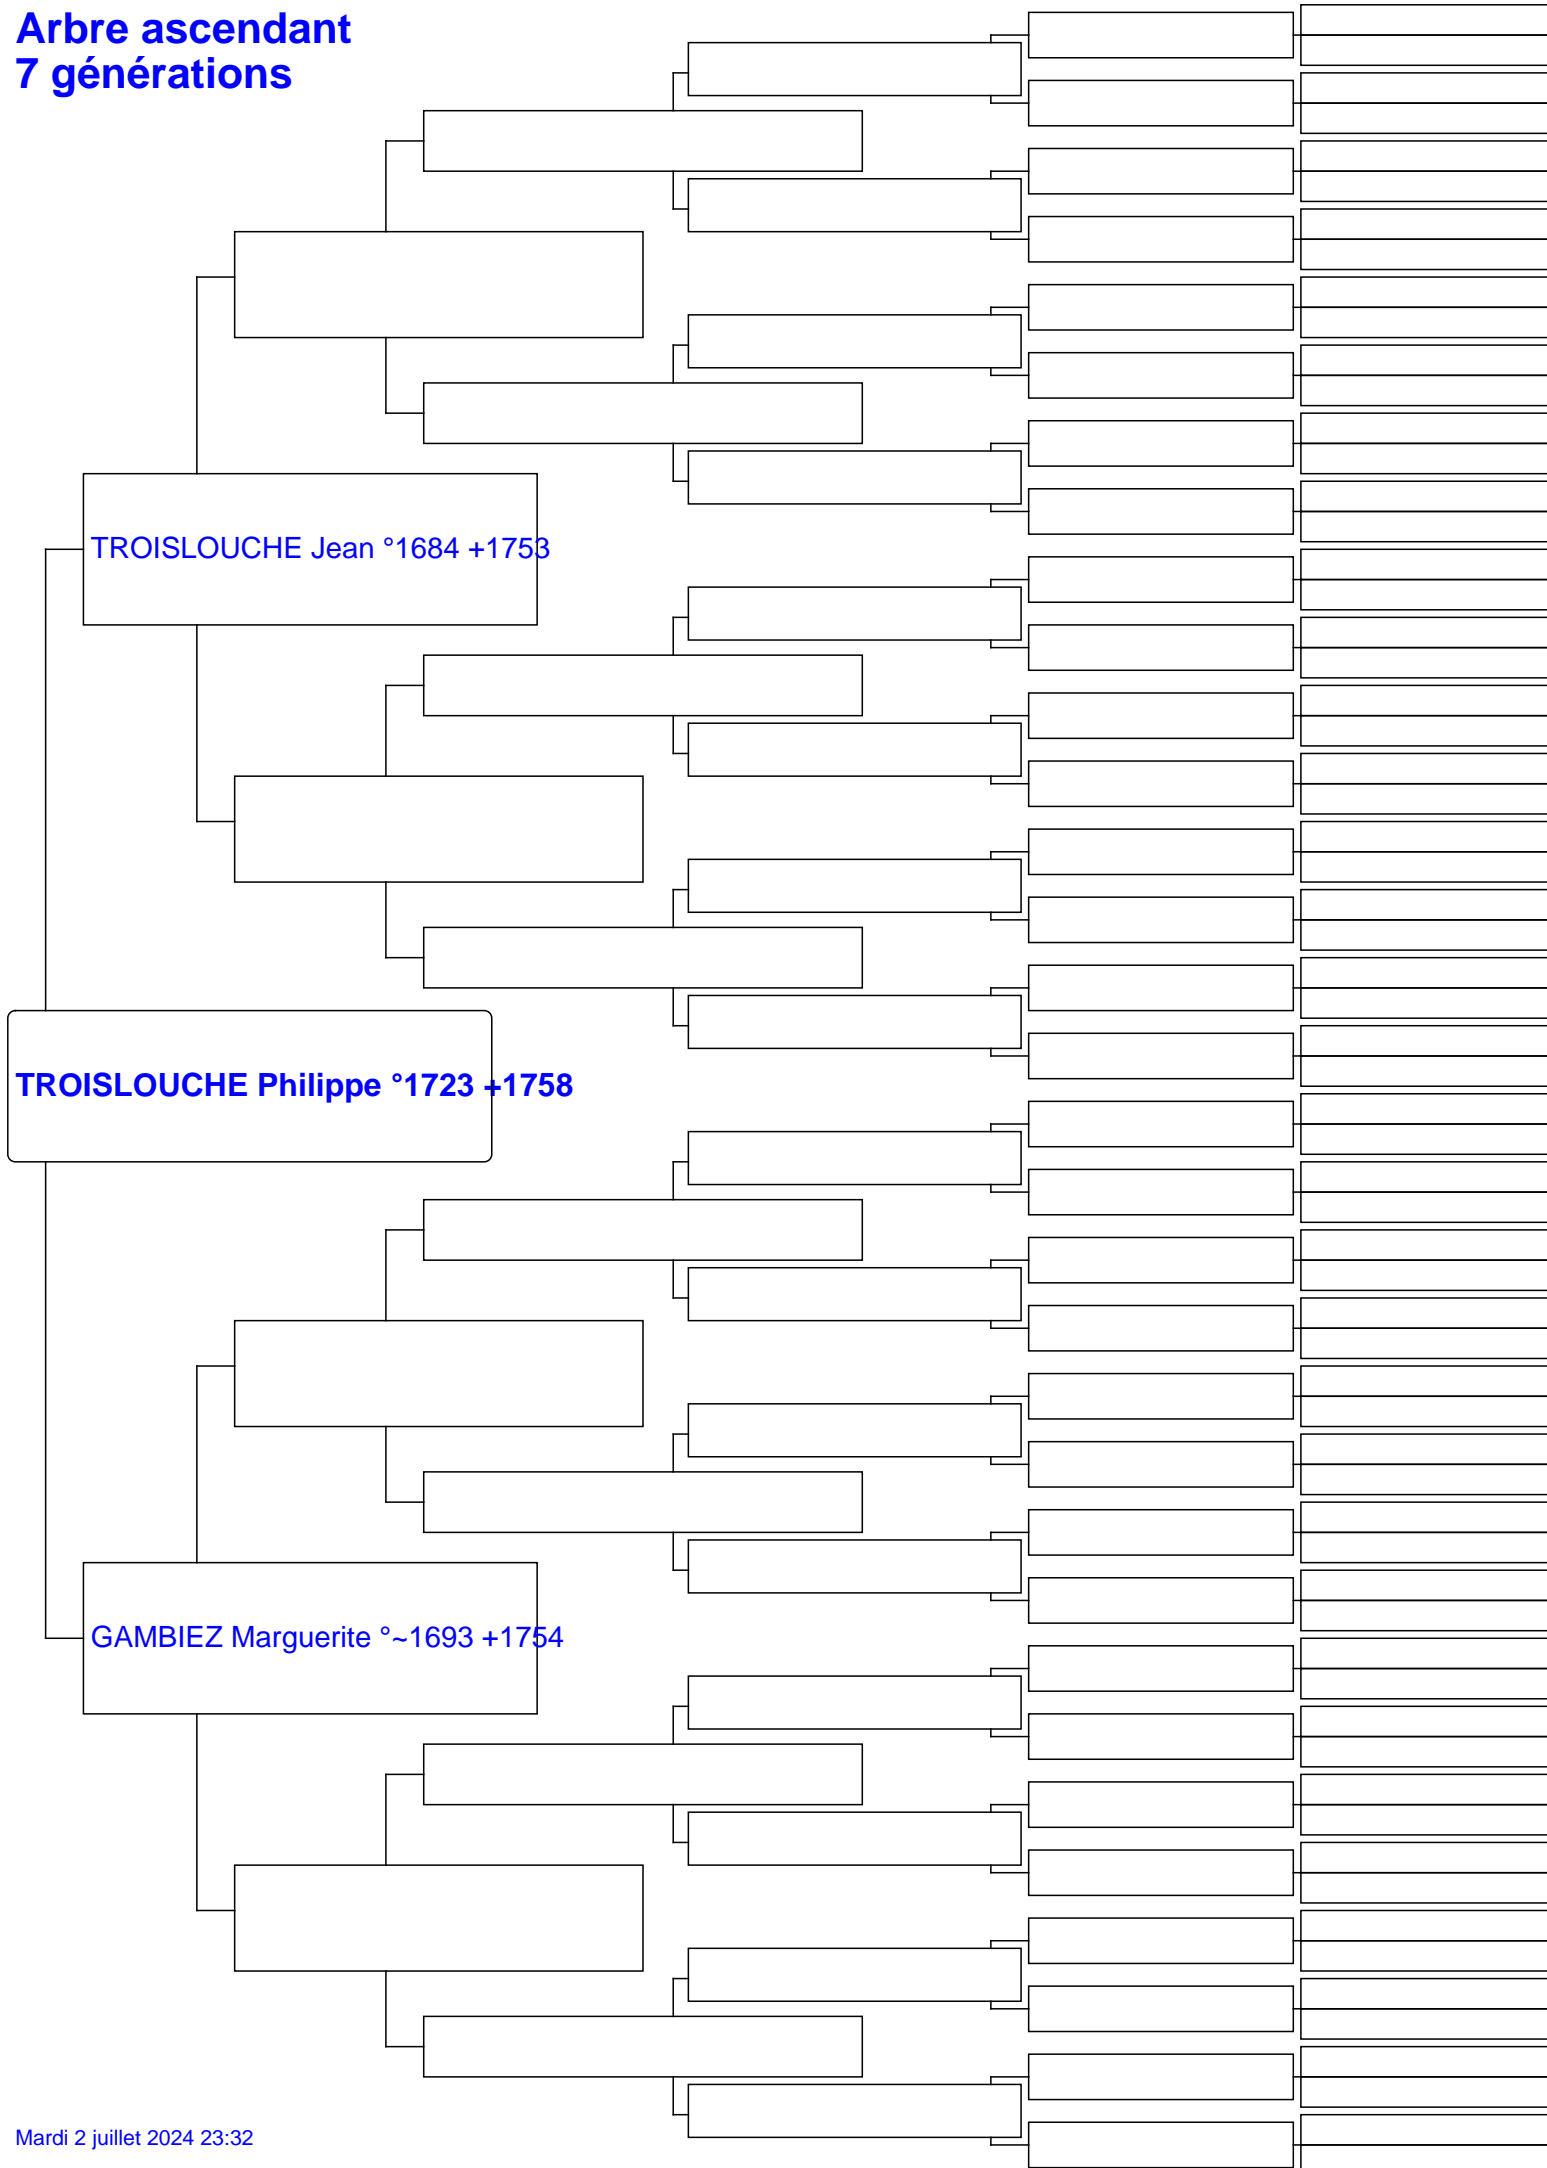 Arbre ascendant
7 générations
TROISLOUCHE Jean °1684 +1753
TROISLOUCHE Philippe °1723 +1758
GAMBIEZ Marguerite °~1693 +1754
Mardi 2 juillet 2024 23:32